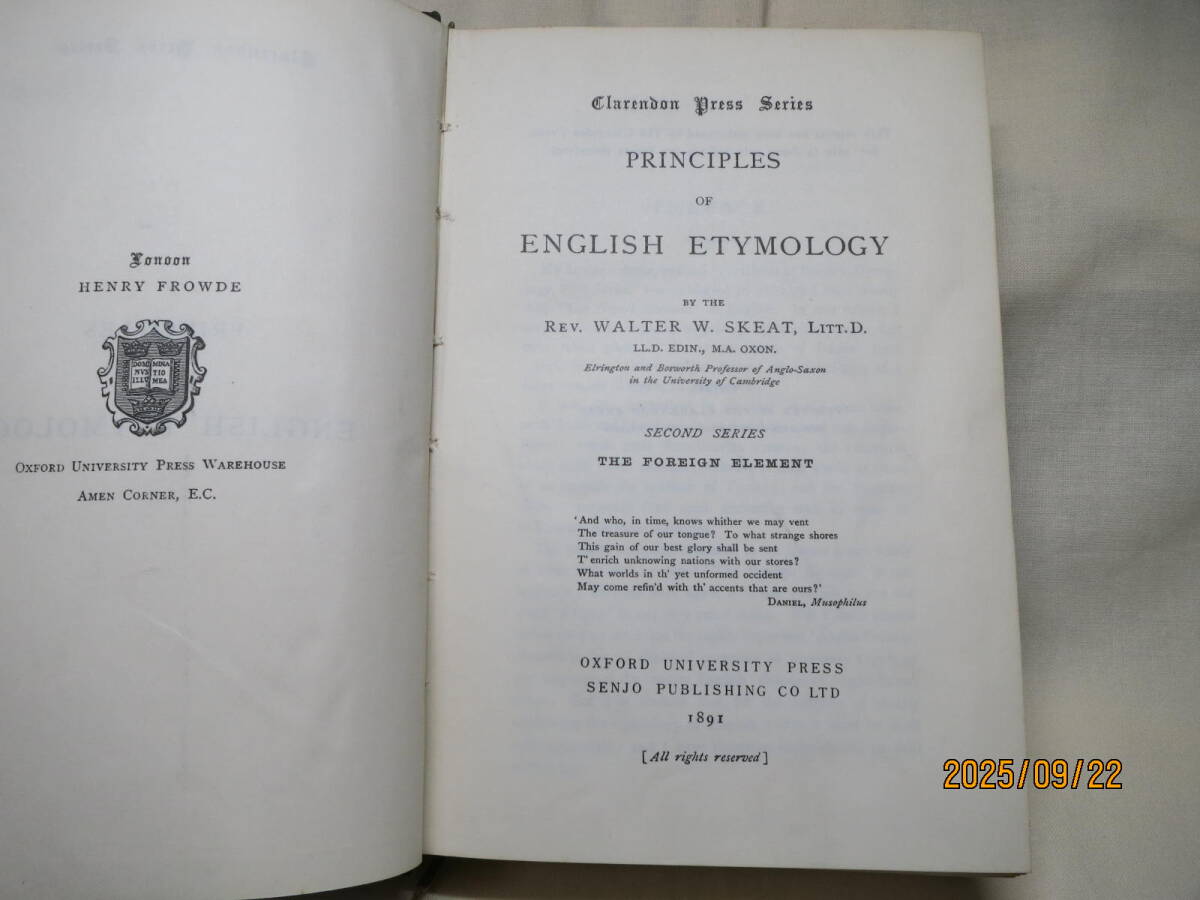 London
HENRY FROWDE
DOMI MINA
NVS TIO
ILLV MEA
OXFORD UNIVERSITY PRESS WAREHOUSE
AMEN CORNER, E.C.
Clarendon Press Series
PRINCIPLES
OF
ENGLISH ETYMOLOGY
BY THE
REV. WALTER W. SKEAT, LITT.D.
LL.D. EDIN., M.A. OXON.
Elrington and Bosworth Professor of Anglo-Saxon
in the University of Cambridge
SECOND SERIES
THE FOREIGN ELEMENT
'And who, in time, knows whither we may vent
The treasure of our tongue? To what strange shores
This gain of our best glory shall be sent
T' enrich unknowing nations with our stores?
What worlds in th' yet unformed occident
May come refin'd with th' accents that are ours?'
DANIEL, Musophilus
OXFORD UNIVERSITY PRESS
SENJO PUBLISHING CO LTD
1891
[All rights reserved]
2025/09/22